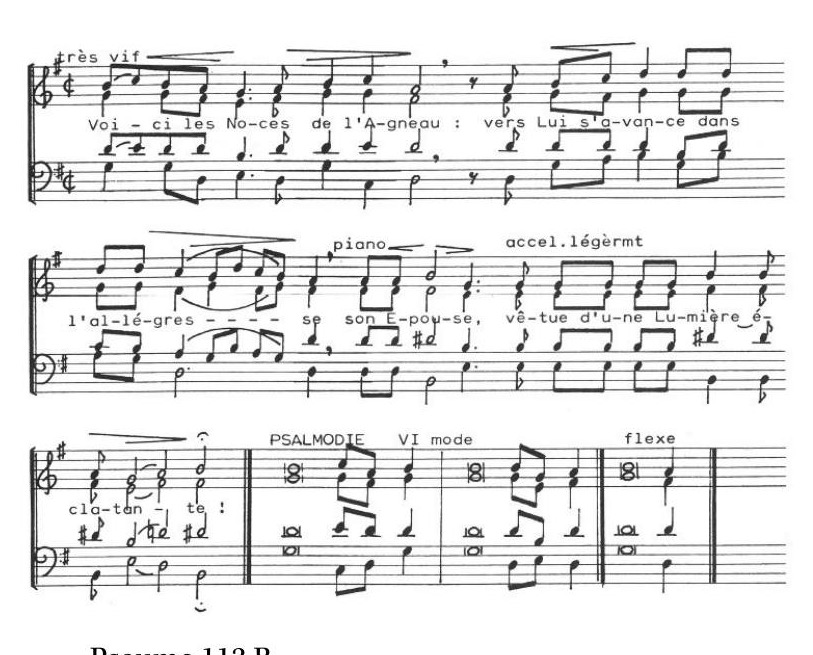 très vif
Voi - ci les No-ces de l'A-gneau : vers Lui s'a-van-ce dans
piano accel.légèrmt
l'al-lé-gres - - - - se son E-pou-se, vê-tue d'u-ne Lu-mière é-
PSALMODIE VI mode flexe
cla-tan - te !